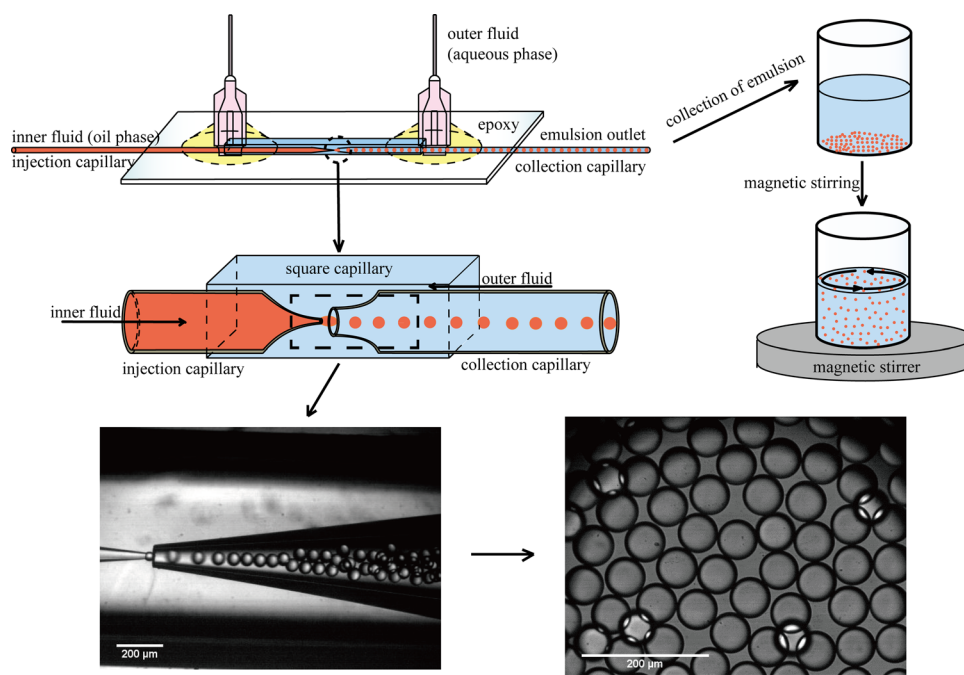 outer fluid
(aqueous phase)
epoxy
inner fluid (oil phase)
injection capillary
emulsion outlet
collection capillary
collection of emulsion
magnetic stirring
square capillary
outer fluid
inner fluid
injection capillary
collection capillary
magnetic stirrer
200 μm
200 μm